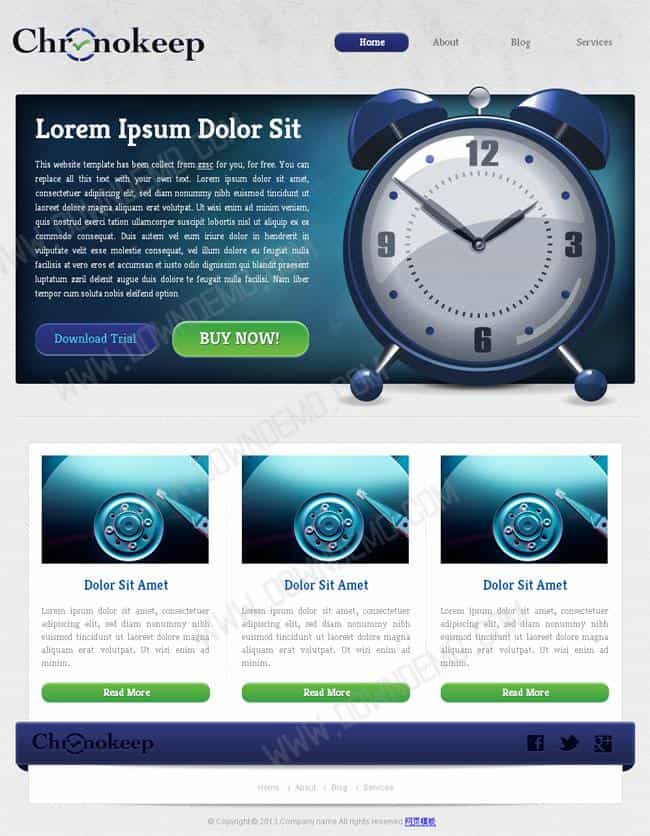 Chronokeep
Home About Blog Services
Lorem Ipsum Dolor Sit
This website template has been collect from zzsc for you, for free. You can
replace all this text with your own text. Lorem ipsum dolor sit amet,
consectetuer adipiscing elit, sed diam nonummy nibh euismod tincidunt ut
laoreet dolore magna aliquam erat volutpat. Ut wisi enim ad minim veniam,
quis nostrud exerci tation ullamcorper suscipit lobortis nisl ut aliquip ex ea
commodo consequat. Duis autem vel eum iriure dolor in hendrerit in
vulputate velit esse molestie consequat, vel illum dolore eu feugiat nulla
facilisis at vero eros et accumsan et iusto odio dignissim qui blandit praesent
luptatum zzril delenit augue duis dolore te feugait nulla facilisi. Nam liber
tempor cum soluta nobis eleifend option
Download Trial BUY NOW!
12
9 3
6
Dolor Sit Amet
Lorem ipsum dolor sit amet, consectetuer
adipiscing elit, sed diam nonummy nibh
euismod tincidunt ut laoreet dolore magna
aliquam erat volutpat. Ut wisi enim ad
minim.
Read More
Dolor Sit Amet
Lorem ipsum dolor sit amet, consectetuer
adipiscing elit, sed diam nonummy nibh
euismod tincidunt ut laoreet dolore magna
aliquam erat volutpat. Ut wisi enim ad
minim.
Read More
Dolor Sit Amet
Lorem ipsum dolor sit amet, consectetuer
adipiscing elit, sed diam nonummy nibh
euismod tincidunt ut laoreet dolore magna
aliquam erat volutpat. Ut wisi enim ad
minim.
Read More
Chronokeep
Home | About | Blog | Services
© Copyright© 2013.Company name All rights reserved.网页模板
WWW.DOWNDEMO.COM
WWW.DOWNDEMO.COM
WWW.DOWNDEMO.COM
WWW.DOWNDEMO.COM